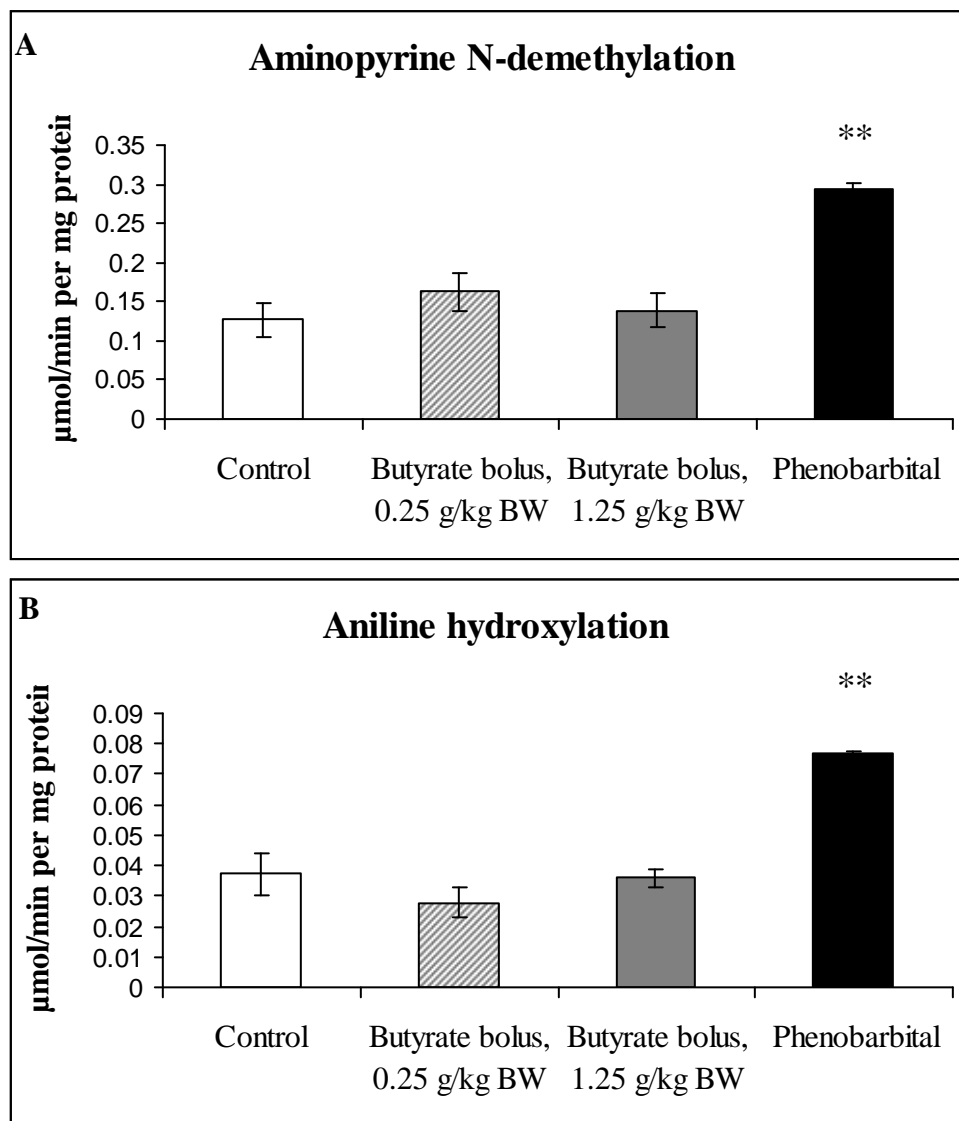 A
Aminopyrine N-demethylation
µmol/min per mg protein
**
0.35
0.3
0.25
0.2
0.15
0.1
0.05
0
Control
Butyrate bolus,
0.25 g/kg BW
Butyrate bolus,
1.25 g/kg BW
Phenobarbital
B
Aniline hydroxylation
µmol/min per mg protein
**
0.09
0.08
0.07
0.06
0.05
0.04
0.03
0.02
0.01
0
Control
Butyrate bolus,
0.25 g/kg BW
Butyrate bolus,
1.25 g/kg BW
Phenobarbital